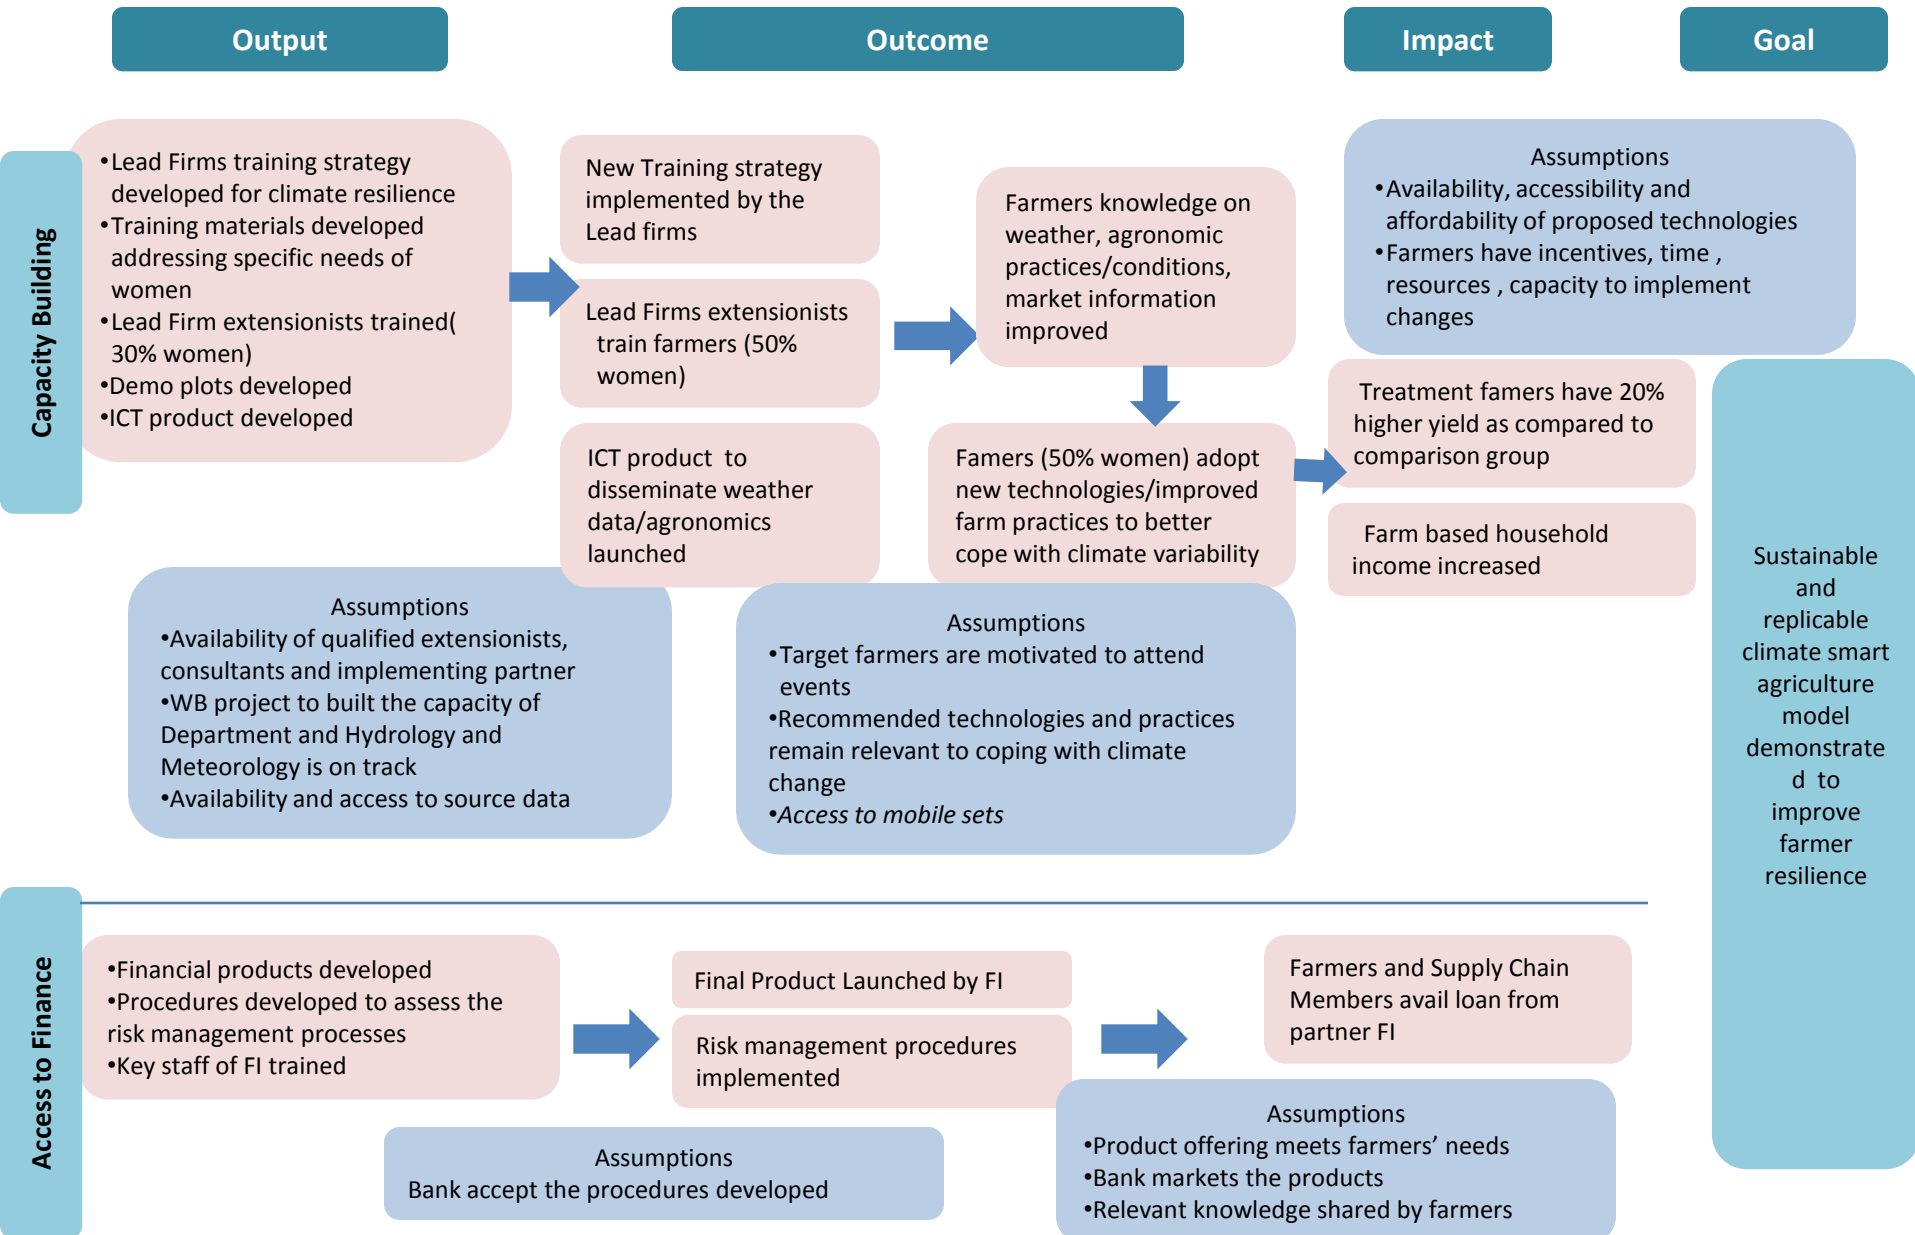 Output
Outcome
Impact
Goal
Capacity Building
•Lead Firms training strategy
developed for climate resilience
•Training materials developed
addressing specific needs of
women
•Lead Firm extensionists trained(
30% women)
•Demo plots developed
•ICT product developed
New Training strategy
implemented by the
Lead firms
Lead Firms extensionists
train farmers (50%
women)
ICT product to
disseminate weather
data/agronomics
launched
Farmers knowledge on
weather, agronomic
practices/conditions,
market information
improved
Famers (50% women) adopt
new technologies/improved
farm practices to better
cope with climate variability
Assumptions
•Availability, accessibility and
affordability of proposed technologies
•Farmers have incentives, time ,
resources , capacity to implement
changes
Treatment famers have 20%
higher yield as compared to
comparison group
Farm based household
income increased
Sustainable
and
replicable
climate smart
agriculture
model
demonstrate
d to
improve
farmer
resilience
Assumptions
•Availability of qualified extensionists,
consultants and implementing partner
•WB project to built the capacity of
Department and Hydrology and
Meteorology is on track
•Availability and access to source data
Assumptions
•Target farmers are motivated to attend
events
•Recommended technologies and practices
remain relevant to coping with climate
change
•Access to mobile sets
Access to Finance
•Financial products developed
•Procedures developed to assess the
risk management processes
•Key staff of FI trained
Final Product Launched by FI
Risk management procedures
implemented
Farmers and Supply Chain
Members avail loan from
partner FI
Assumptions
Bank accept the procedures developed
Assumptions
•Product offering meets farmers’ needs
•Bank markets the products
•Relevant knowledge shared by farmers